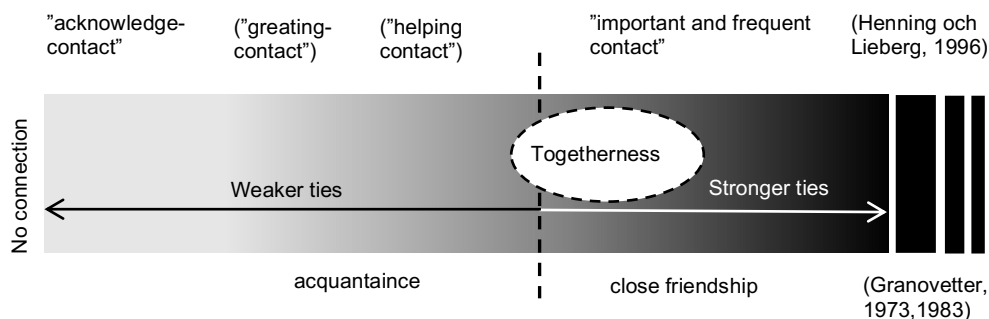 ”acknowledge-
contact”
(”greating-
contact”)
(”helping
contact”)
”important and frequent
contact”
(Henning och
Lieberg, 1996)
No connection
Togetherness
Weaker ties
Stronger ties
acquantaince
close friendship
(Granovetter,
1973,1983)